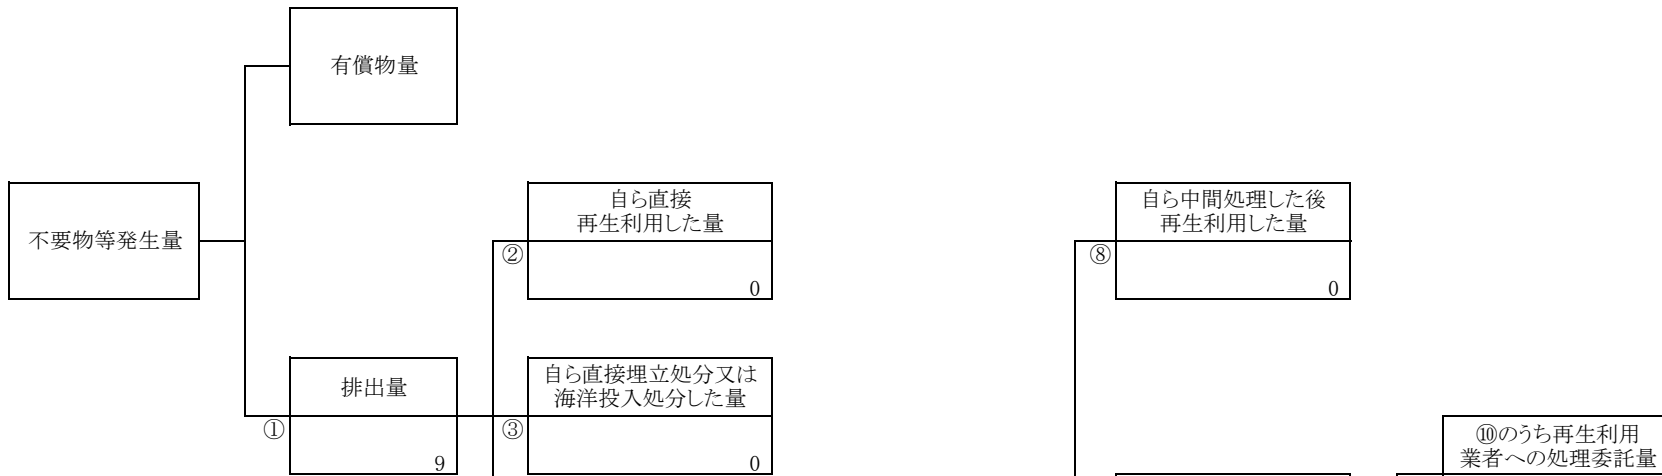 有償物量
不要物等発生量
自ら直接
再生利用した量
②
0
自ら中間処理した後
再生利用した量
⑧
0
排出量
①
9
自ら直接埋立処分又は
海洋投入処分した量
③
0
⑩のうち再生利用
業者への処理委託量